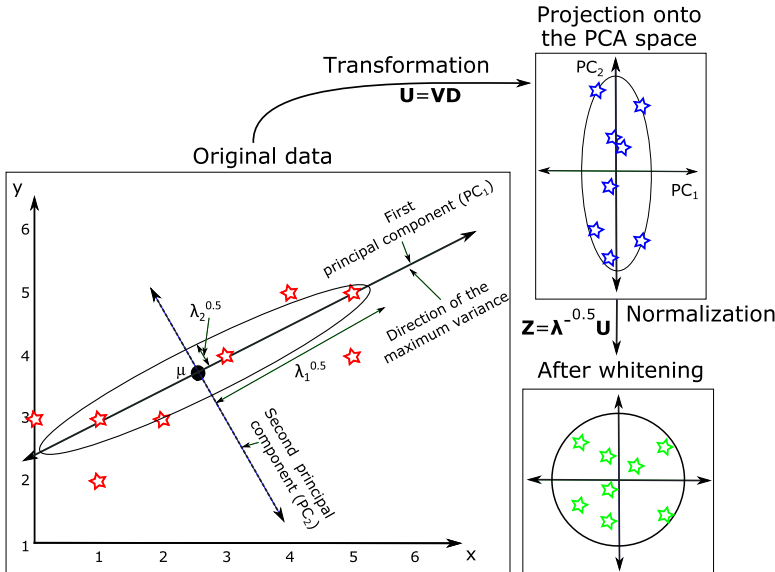 Projection onto
the PCA space
Transformation
U=VD
PC2
PC1
Original data
y
6
5
4
3
2
1
1
2
3
4
5
6
x
First
principal component (PC1)
Direction of the
maximum variance
λ2^0.5
λ1^0.5
μ
Second principal
component (PC2)
Z=λ^-0.5U
Normalization
After whitening